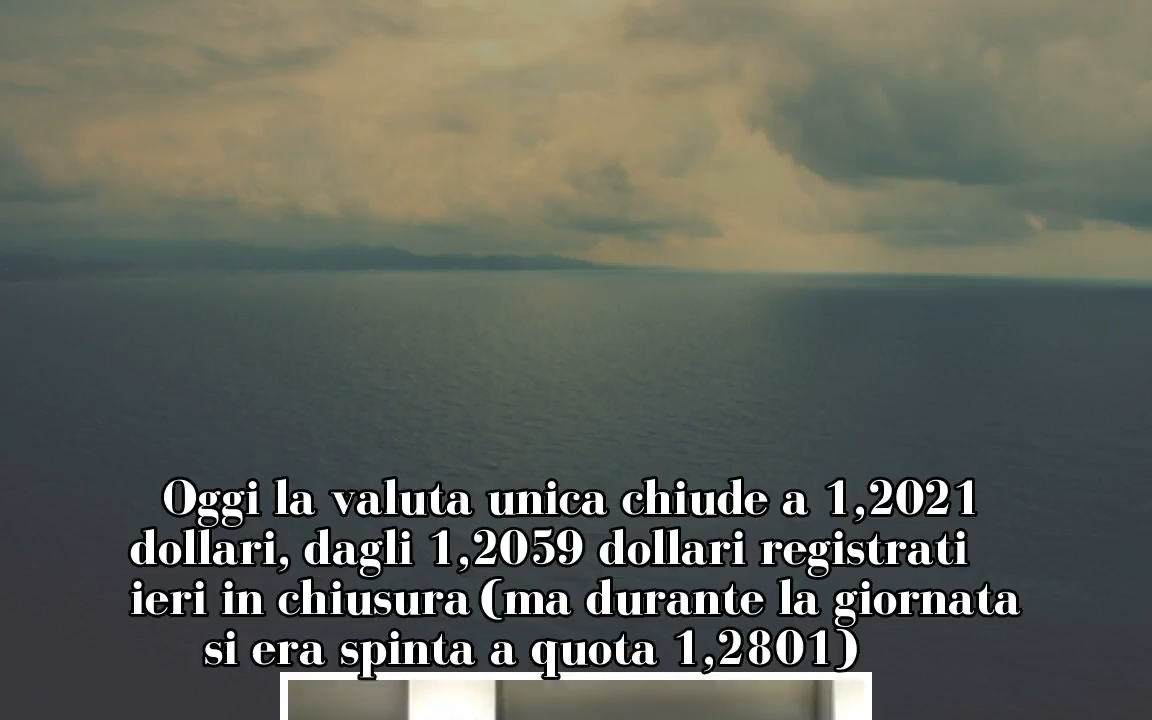 Oggi la valuta unica chiude a 1,2021
dollari, dagli 1,2059 dollari registrati
ieri in chiusura (ma durante la giornata
si era spinta a quota 1,2801)